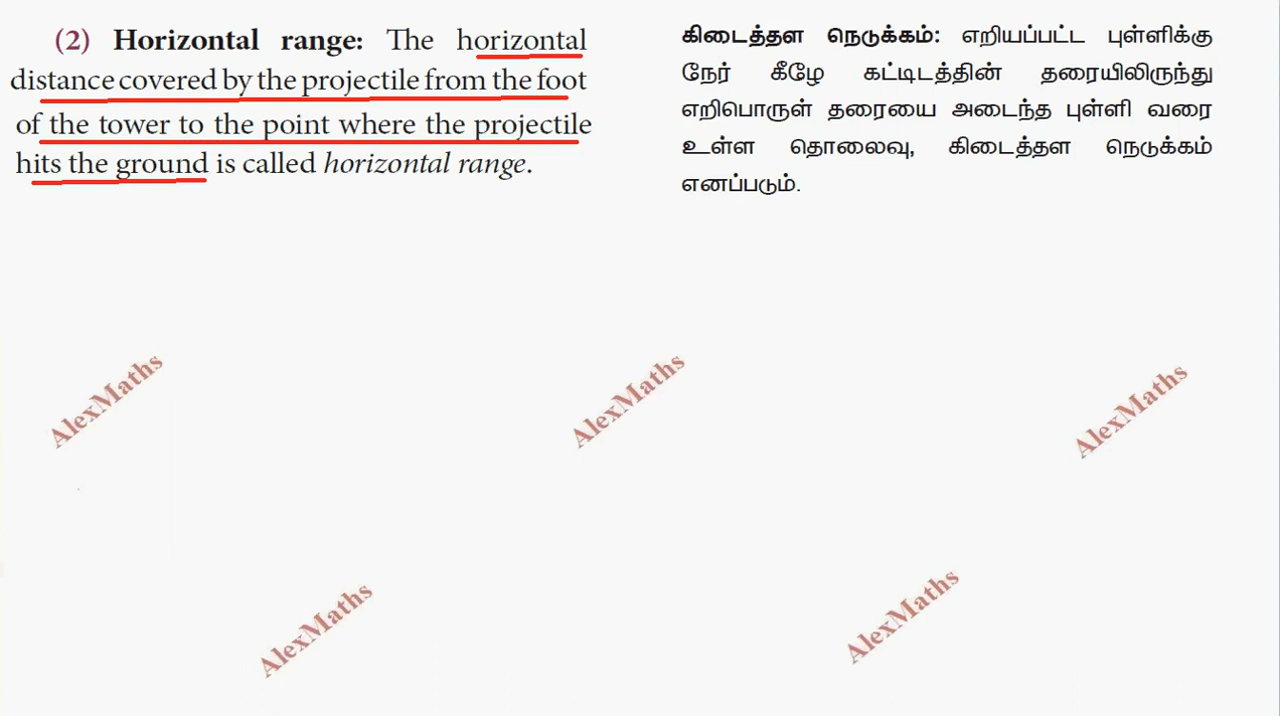 (2) Horizontal range: The horizontal
distance covered by the projectile from the foot
of the tower to the point where the projectile
hits the ground is called horizontal range.
கிடைத்தள நெடுக்கம்: எறியப்பட்ட புள்ளிக்கு
நேர் கீழே கட்டிடத்தின் தரையிலிருந்து
எறிபொருள் தரையை அடைந்த புள்ளி வரை
உள்ள தொலைவு, கிடைத்தள நெடுக்கம்
எனப்படும்.
AlexMaths
AlexMaths
AlexMaths
AlexMaths
AlexMaths